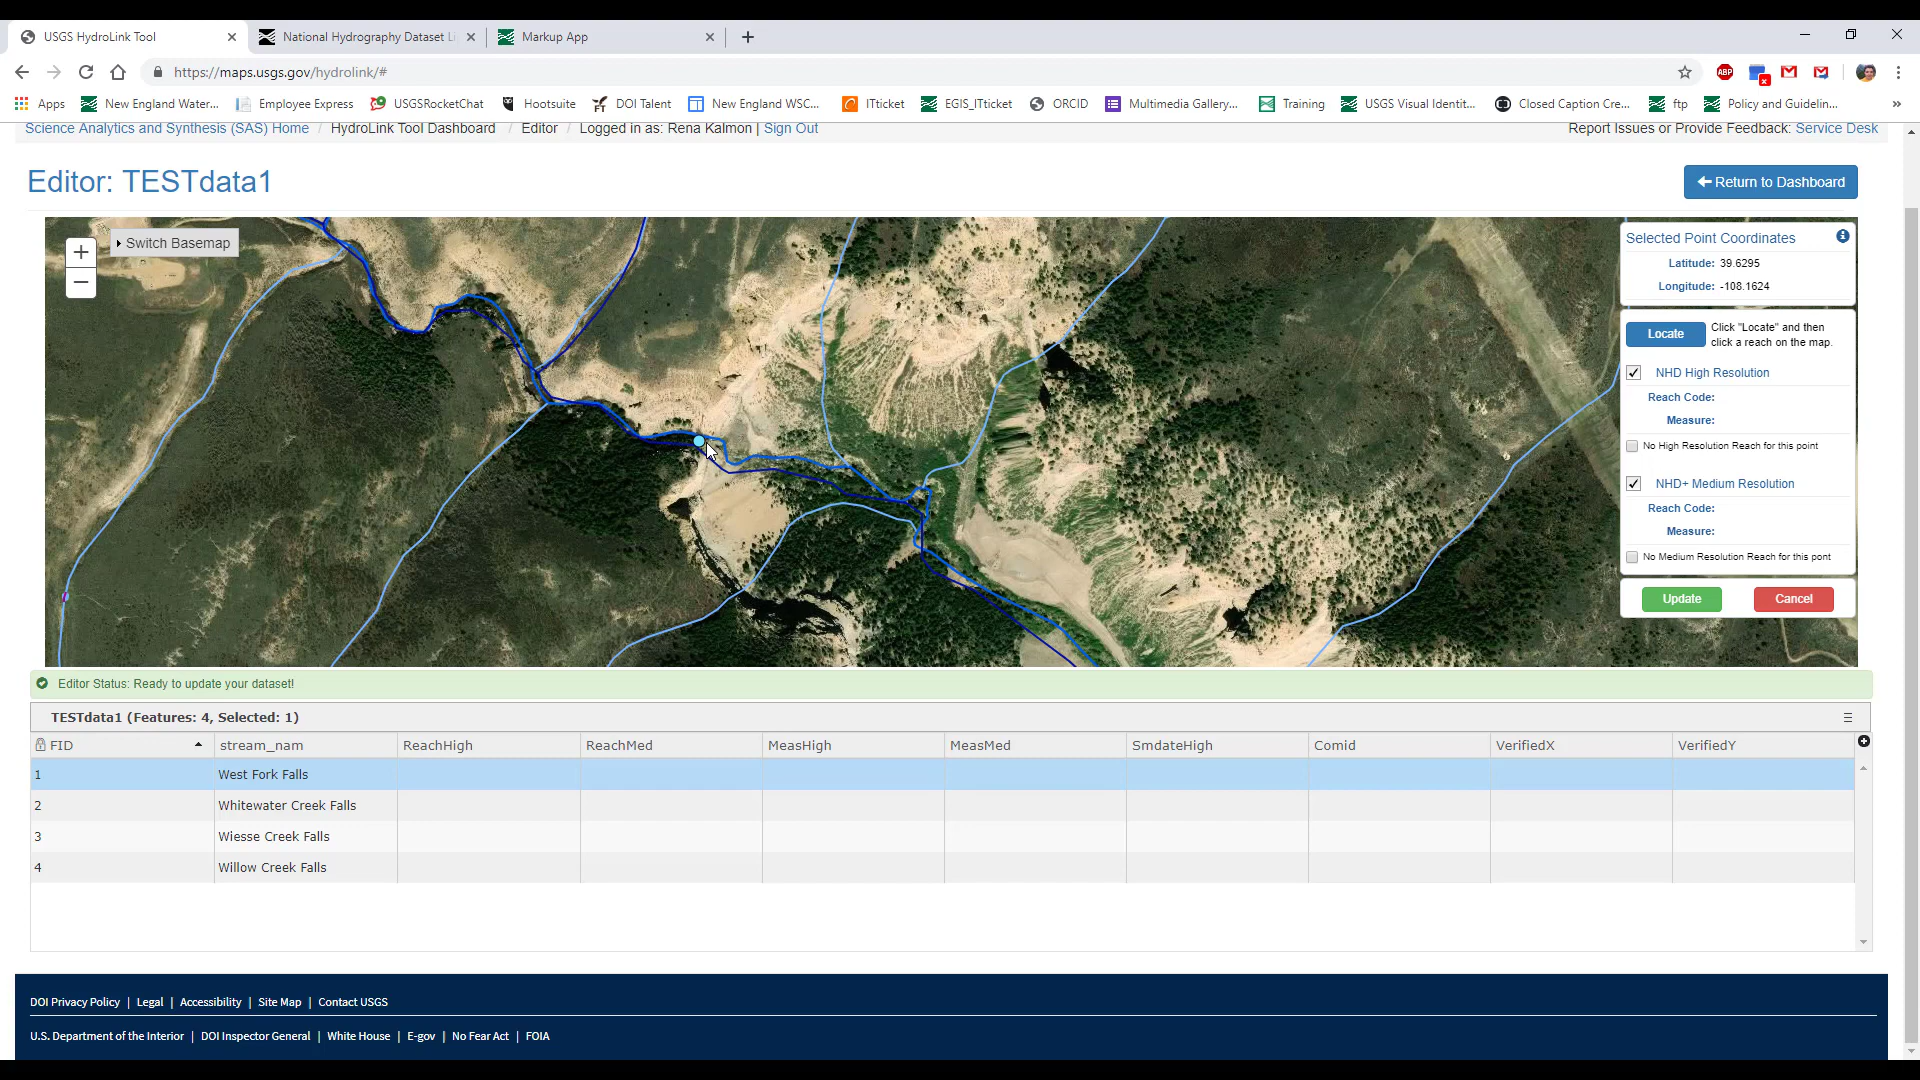 USGS HydroLink Tool
National Hydrography Dataset Li
Markup App
https://maps.usgs.gov/hydrolink/#
ABP
Apps
New England Water...
Employee Express
USGSRocketChat
Hootsuite
DOI Talent
New England WSC...
ITticket
EGIS_ITticket
ORCID
Multimedia Gallery...
Training
USGS Visual Identit...
Closed Caption Cre...
ftp
Policy and Guidelin...
Science Analytics and Synthesis (SAS) Home / HydroLink Tool Dashboard / Editor / Logged in as: Rena Kalmon | Sign Out
Report Issues or Provide Feedback: Service Desk
Editor: TESTdata1
Return to Dashboard
+
−
Switch Basemap
Selected Point Coordinates
Latitude: 39.6295
Longitude: -108.1624
Locate
Click "Locate" and then
click a reach on the map.
NHD High Resolution
Reach Code:
Measure:
No High Resolution Reach for this point
NHD+ Medium Resolution
Reach Code:
Measure:
No Medium Resolution Reach for this pont
Update
Cancel
Editor Status: Ready to update your dataset!
TESTdata1 (Features: 4, Selected: 1)
FID stream_nam ReachHigh ReachMed MeasHigh MeasMed SmdateHigh Comid VerifiedX VerifiedY
1 West Fork Falls
2 Whitewater Creek Falls
3 Wiesse Creek Falls
4 Willow Creek Falls
DOI Privacy Policy | Legal | Accessibility | Site Map | Contact USGS
U.S. Department of the Interior | DOI Inspector General | White House | E-gov | No Fear Act | FOIA